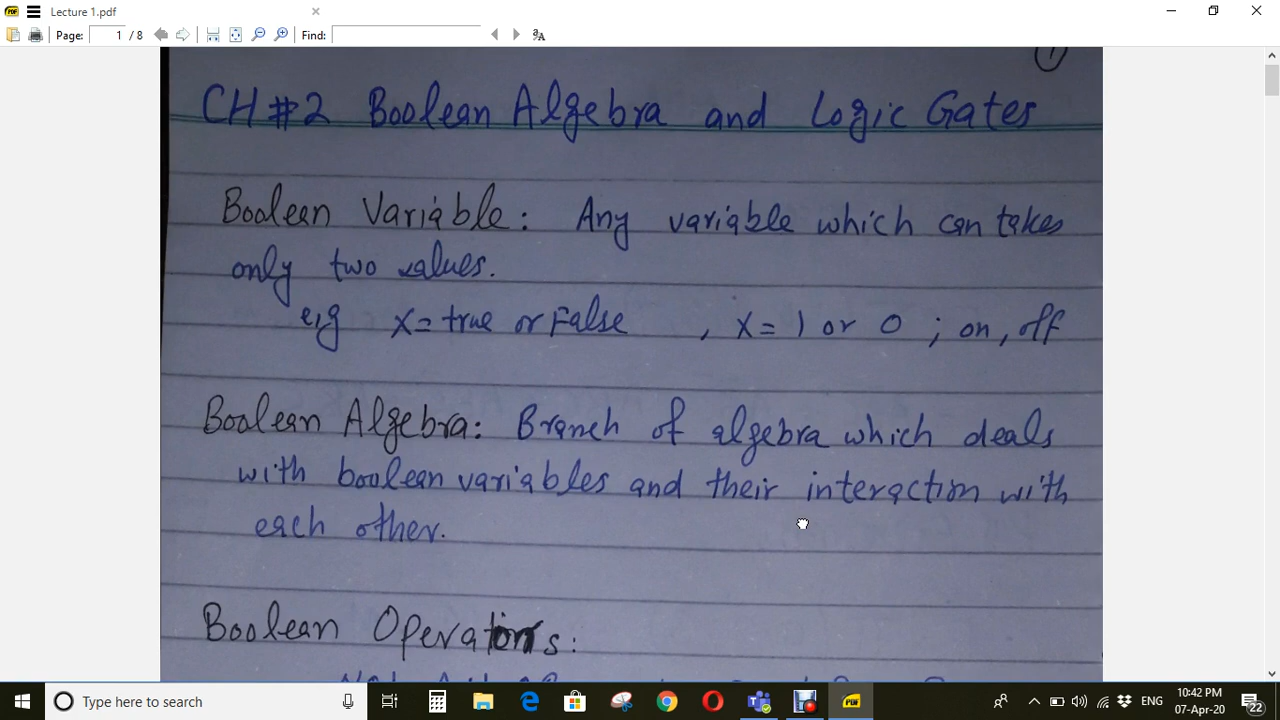 Lecture 1.pdf
Page: 1 / 8 Find:
1
CH#2 Boolean Algebra and Logic Gates
Boolean Variable: Any variable which can takes
only two values.
e,g x= true or False , x= 1 or 0 ; on, off
Boolean Algebra: Branch of algebra which deals
with boolean variables and their interaction with
each other.
Boolean Operations:
Type here to search
ENG
10:42 PM
07-Apr-20
22